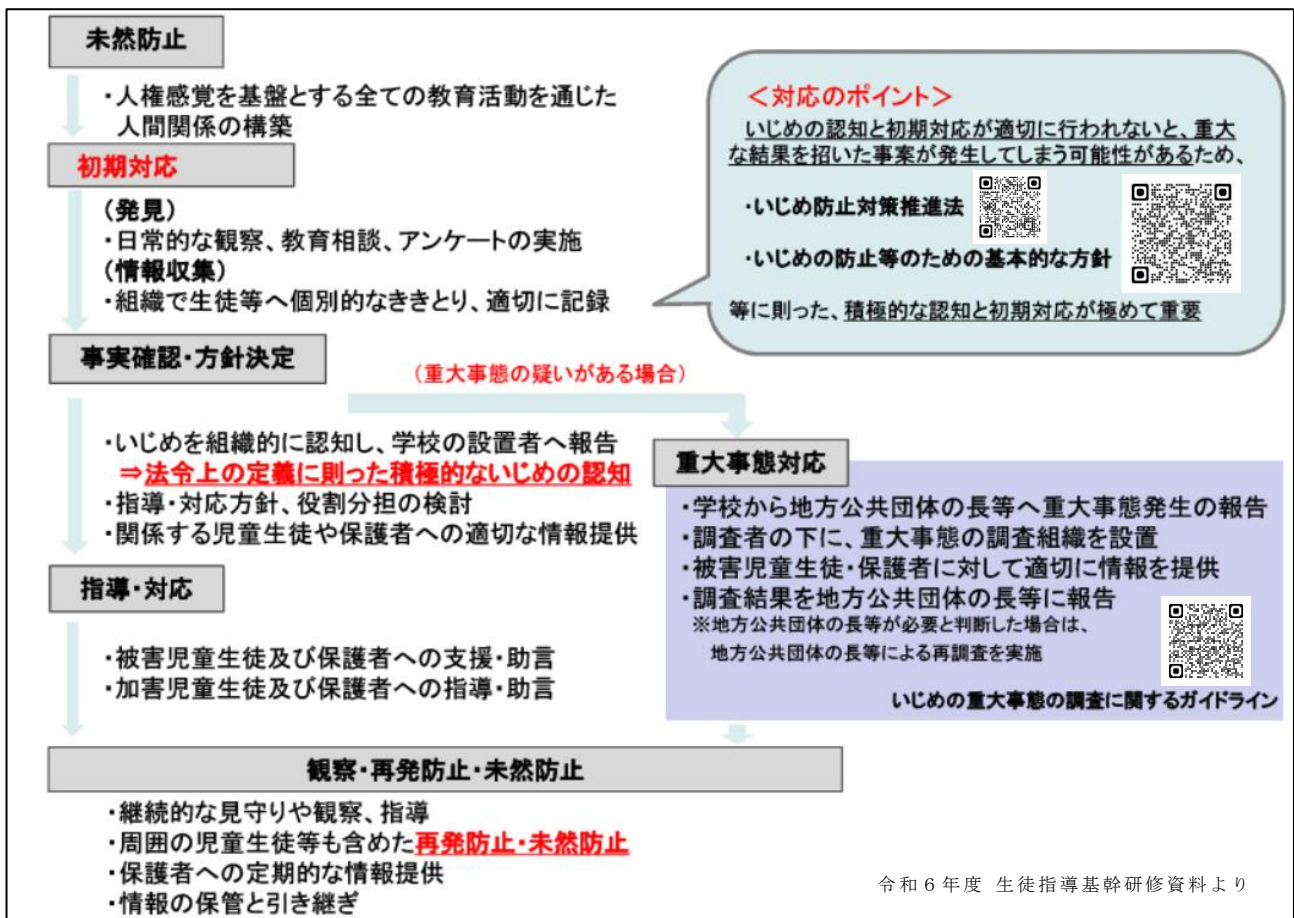 未然防止
・人権感覚を基盤とする全ての教育活動を通じた
人間関係の構築
初期対応
（発見）
・日常的な観察、教育相談、アンケートの実施
（情報収集）
・組織で生徒等へ個別的なききとり、適切に記録
＜対応のポイント＞
いじめの認知と初期対応が適切に行われないと、重大
な結果を招いた事案が発生してしまう可能性があるため、
・いじめ防止対策推進法
・いじめの防止等のための基本的な方針
等に則った、積極的な認知と初期対応が極めて重要
事実確認・方針決定
（重大事態の疑いがある場合）
・いじめを組織的に認知し、学校の設置者へ報告
⇒法令上の定義に則った積極的ないじめの認知
・指導・対応方針、役割分担の検討
・関係する児童生徒や保護者への適切な情報提供
重大事態対応
・学校から地方公共団体の長等へ重大事態発生の報告
・調査者の下に、重大事態の調査組織を設置
・被害児童生徒・保護者に対して適切に情報を提供
・調査結果を地方公共団体の長等に報告
※地方公共団体の長等が必要と判断した場合は、
地方公共団体の長等による再調査を実施
いじめの重大事態の調査に関するガイドライン
指導・対応
・被害児童生徒及び保護者への支援・助言
・加害児童生徒及び保護者への指導・助言
観察・再発防止・未然防止
・継続的な見守りや観察、指導
・周囲の児童生徒等も含めた再発防止・未然防止
・保護者への定期的な情報提供
・情報の保管と引き継ぎ
令和６年度 生徒指導基幹研修資料より